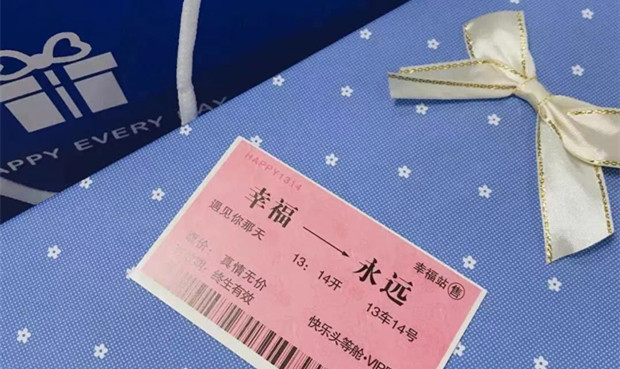 APPY EVERY DAY
HAPPY1314
幸福站 售
幸福 → 永远
遇见你那天 13:14开 13车14号
票价:真情无价
终生有效
快乐头等舱·VIP